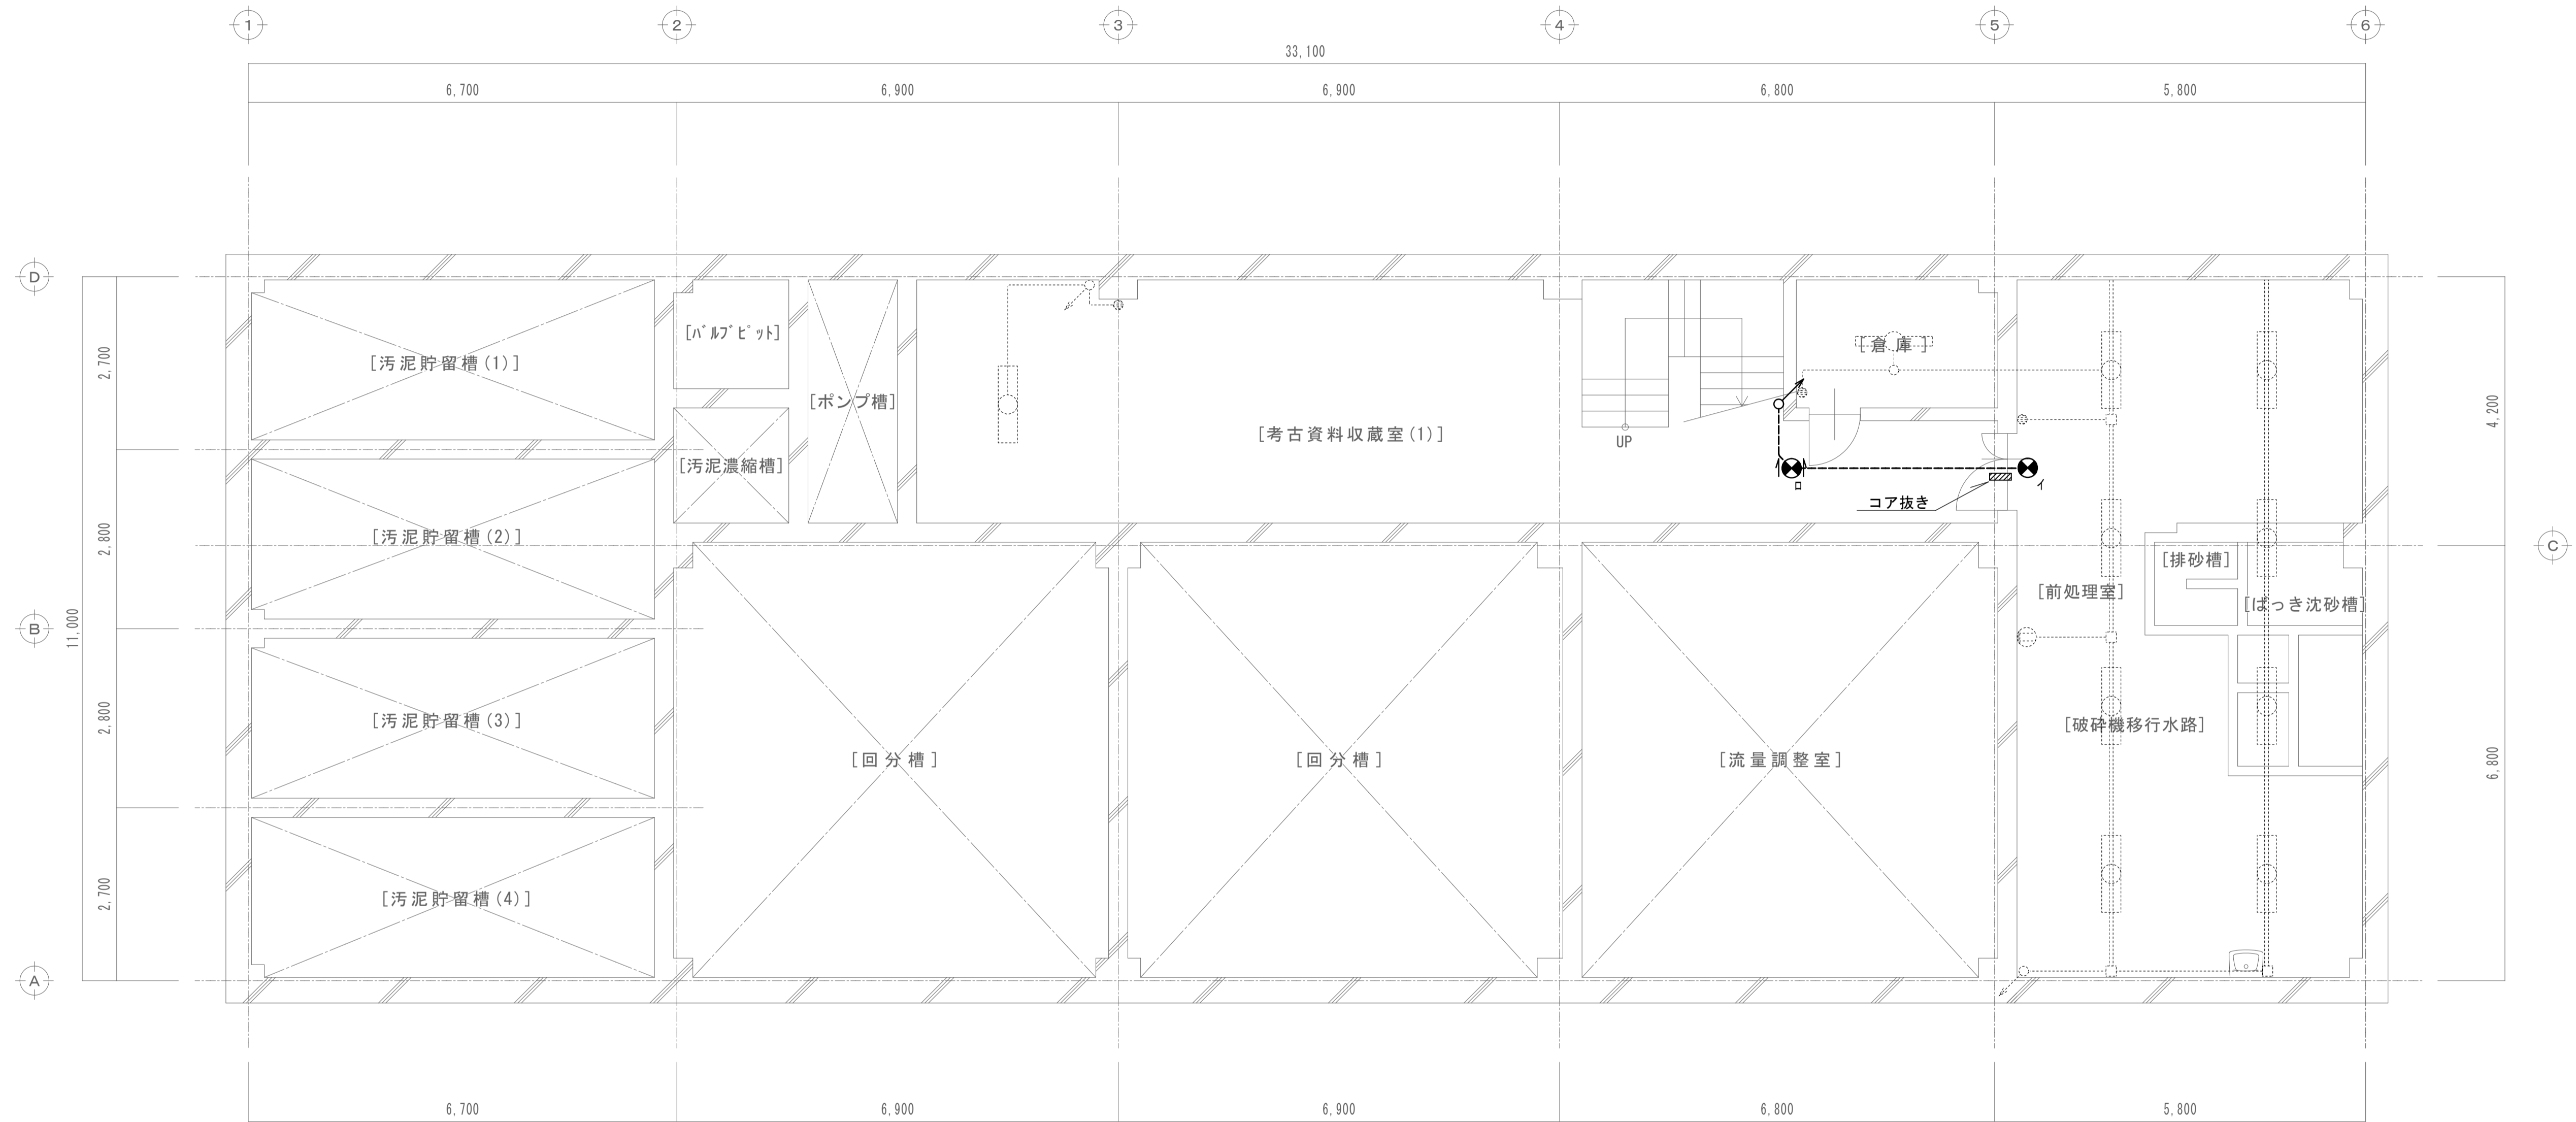 1 2 3 4 5 6
33,100
6,700 6,900 6,900 6,800 5,800
D
2,700
[汚泥貯留槽(1)]
[バルブピット]
[ポンプ槽]
[汚泥濃縮槽]
[考古資料収蔵室(1)]
UP
[倉庫]
4,200
ロ
イ
コア抜き
2,800
[汚泥貯留槽(2)]
C
[排砂槽]
[前処理室]
[ばっき沈砂槽]
B
11,000
2,800
[汚泥貯留槽(3)]
[破砕機移行水路]
[回分槽]
[回分槽]
[流量調整室]
6,800
2,700
[汚泥貯留槽(4)]
A
6,700 6,900 6,900 6,800 5,800